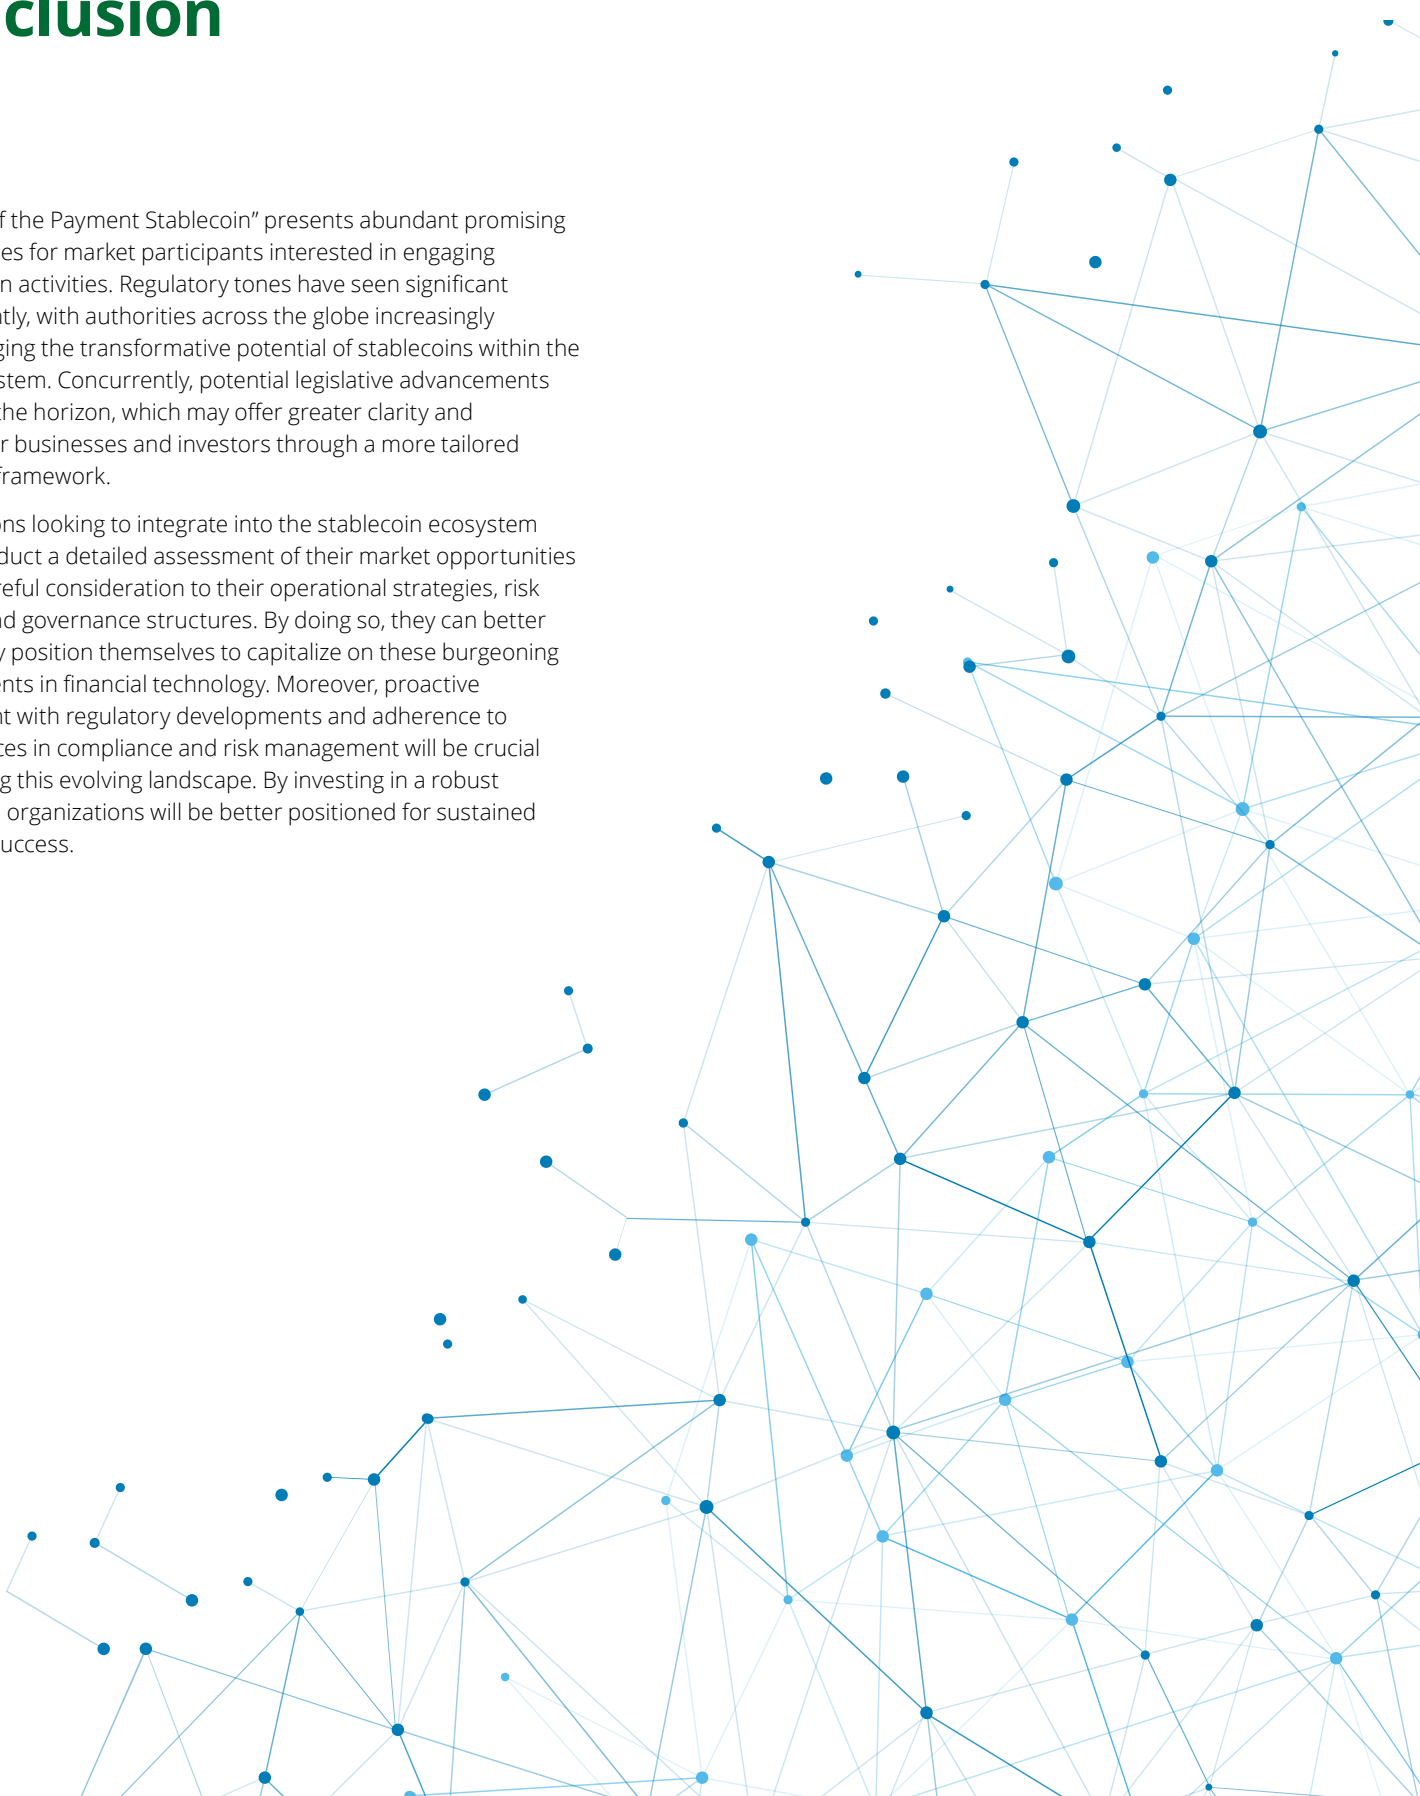 clusion
f the Payment Stablecoin” presents abundant promising
es for market participants interested in engaging
n activities. Regulatory tones have seen significant
ntly, with authorities across the globe increasingly
ging the transformative potential of stablecoins within the
stem. Concurrently, potential legislative advancements
the horizon, which may offer greater clarity and
r businesses and investors through a more tailored
framework.
ons looking to integrate into the stablecoin ecosystem
duct a detailed assessment of their market opportunities
reful consideration to their operational strategies, risk
nd governance structures. By doing so, they can better
y position themselves to capitalize on these burgeoning
ents in financial technology. Moreover, proactive
nt with regulatory developments and adherence to
ces in compliance and risk management will be crucial
g this evolving landscape. By investing in a robust
organizations will be better positioned for sustained
uccess.